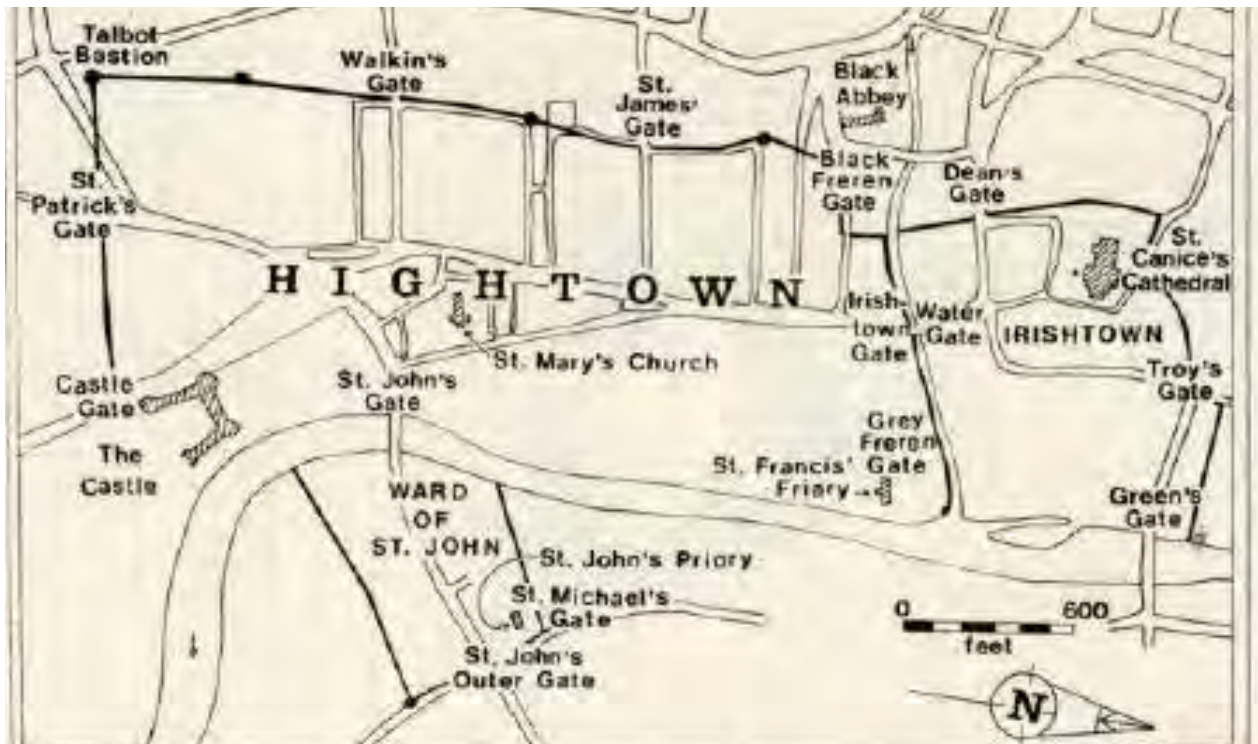 Talbot
Bastion
Walkin's
Gate
St.
James'
Gate
Black
Abbey
St.
Patrick's
Gate
Black
Freren
Gate
Dean's
Gate
St.
Canice's
Cathedral
HIGHTOWN
Irish-
town
Gate
Water
Gate
IRISHTOWN
St. Mary's Church
Troy's
Gate
Castle
Gate
St. John's
Gate
The
Castle
Grey
Freren
Gate
St. Francis'
Friary
Green's
Gate
WARD
OF
ST. JOHN
St. John's Priory
St. Michael's
Gate
St. John's
Outer Gate
0 600
feet
N